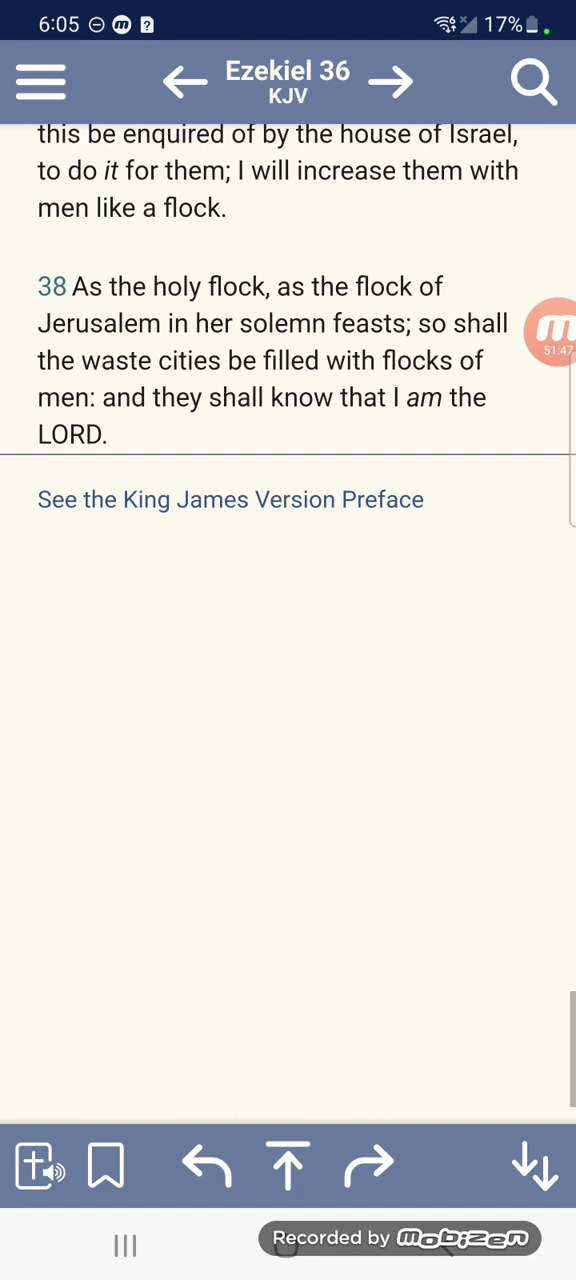 6:05
17%
Ezekiel 36
KJV
this be enquired of by the house of Israel,
to do it for them; I will increase them with
men like a flock.
38 As the holy flock, as the flock of
Jerusalem in her solemn feasts; so shall
the waste cities be filled with flocks of
men: and they shall know that I am the
LORD.
m
51:47
See the King James Version Preface
Recorded by mobizen